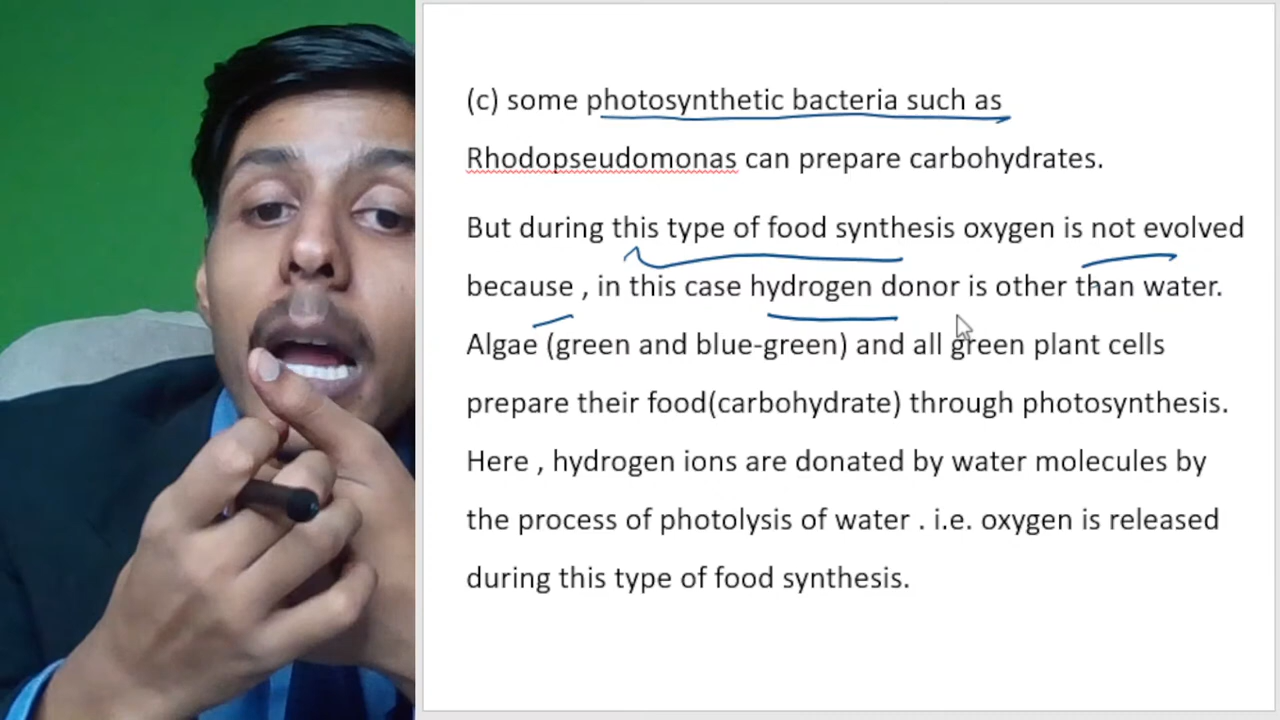 (c) some photosynthetic bacteria such as
Rhodopseudomonas can prepare carbohydrates.
But during this type of food synthesis oxygen is not evolved
because , in this case hydrogen donor is other than water.
Algae (green and blue-green) and all green plant cells
prepare their food(carbohydrate) through photosynthesis.
Here , hydrogen ions are donated by water molecules by
the process of photolysis of water . i.e. oxygen is released
during this type of food synthesis.